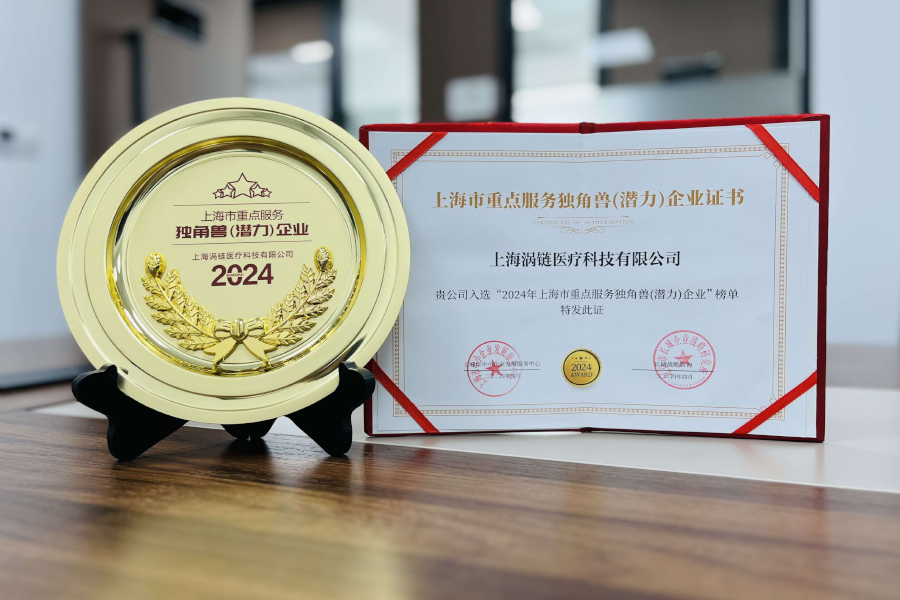 上海市重点服务
独角兽(潜力)企业
上海涡链医疗科技有限公司
2024
上海市重点服务独角兽(潜力)企业证书
CERTIFICATE OF AUTHORIZATION
上海涡链医疗科技有限公司
贵公司入选“2024年上海市重点服务独角兽(潜力)企业”榜单
特发此证
2024
AWARD